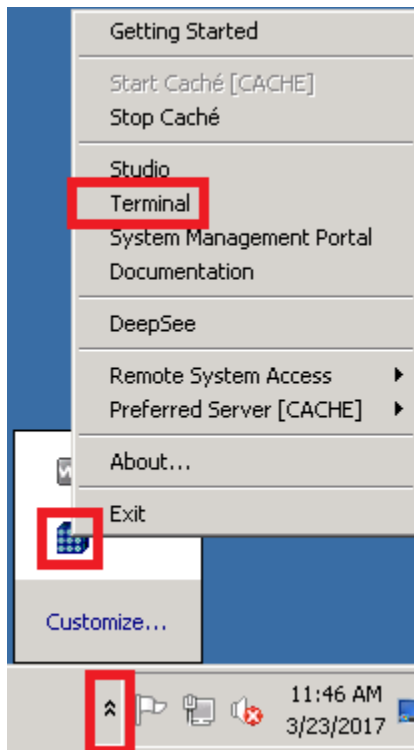 Getting Started
Start Caché [CACHE]
Stop Caché
Studio
Terminal
System Management Portal
Documentation
DeepSee
Remote System Access
Preferred Server [CACHE]
About...
Exit
Customize...
11:46 AM
3/23/2017